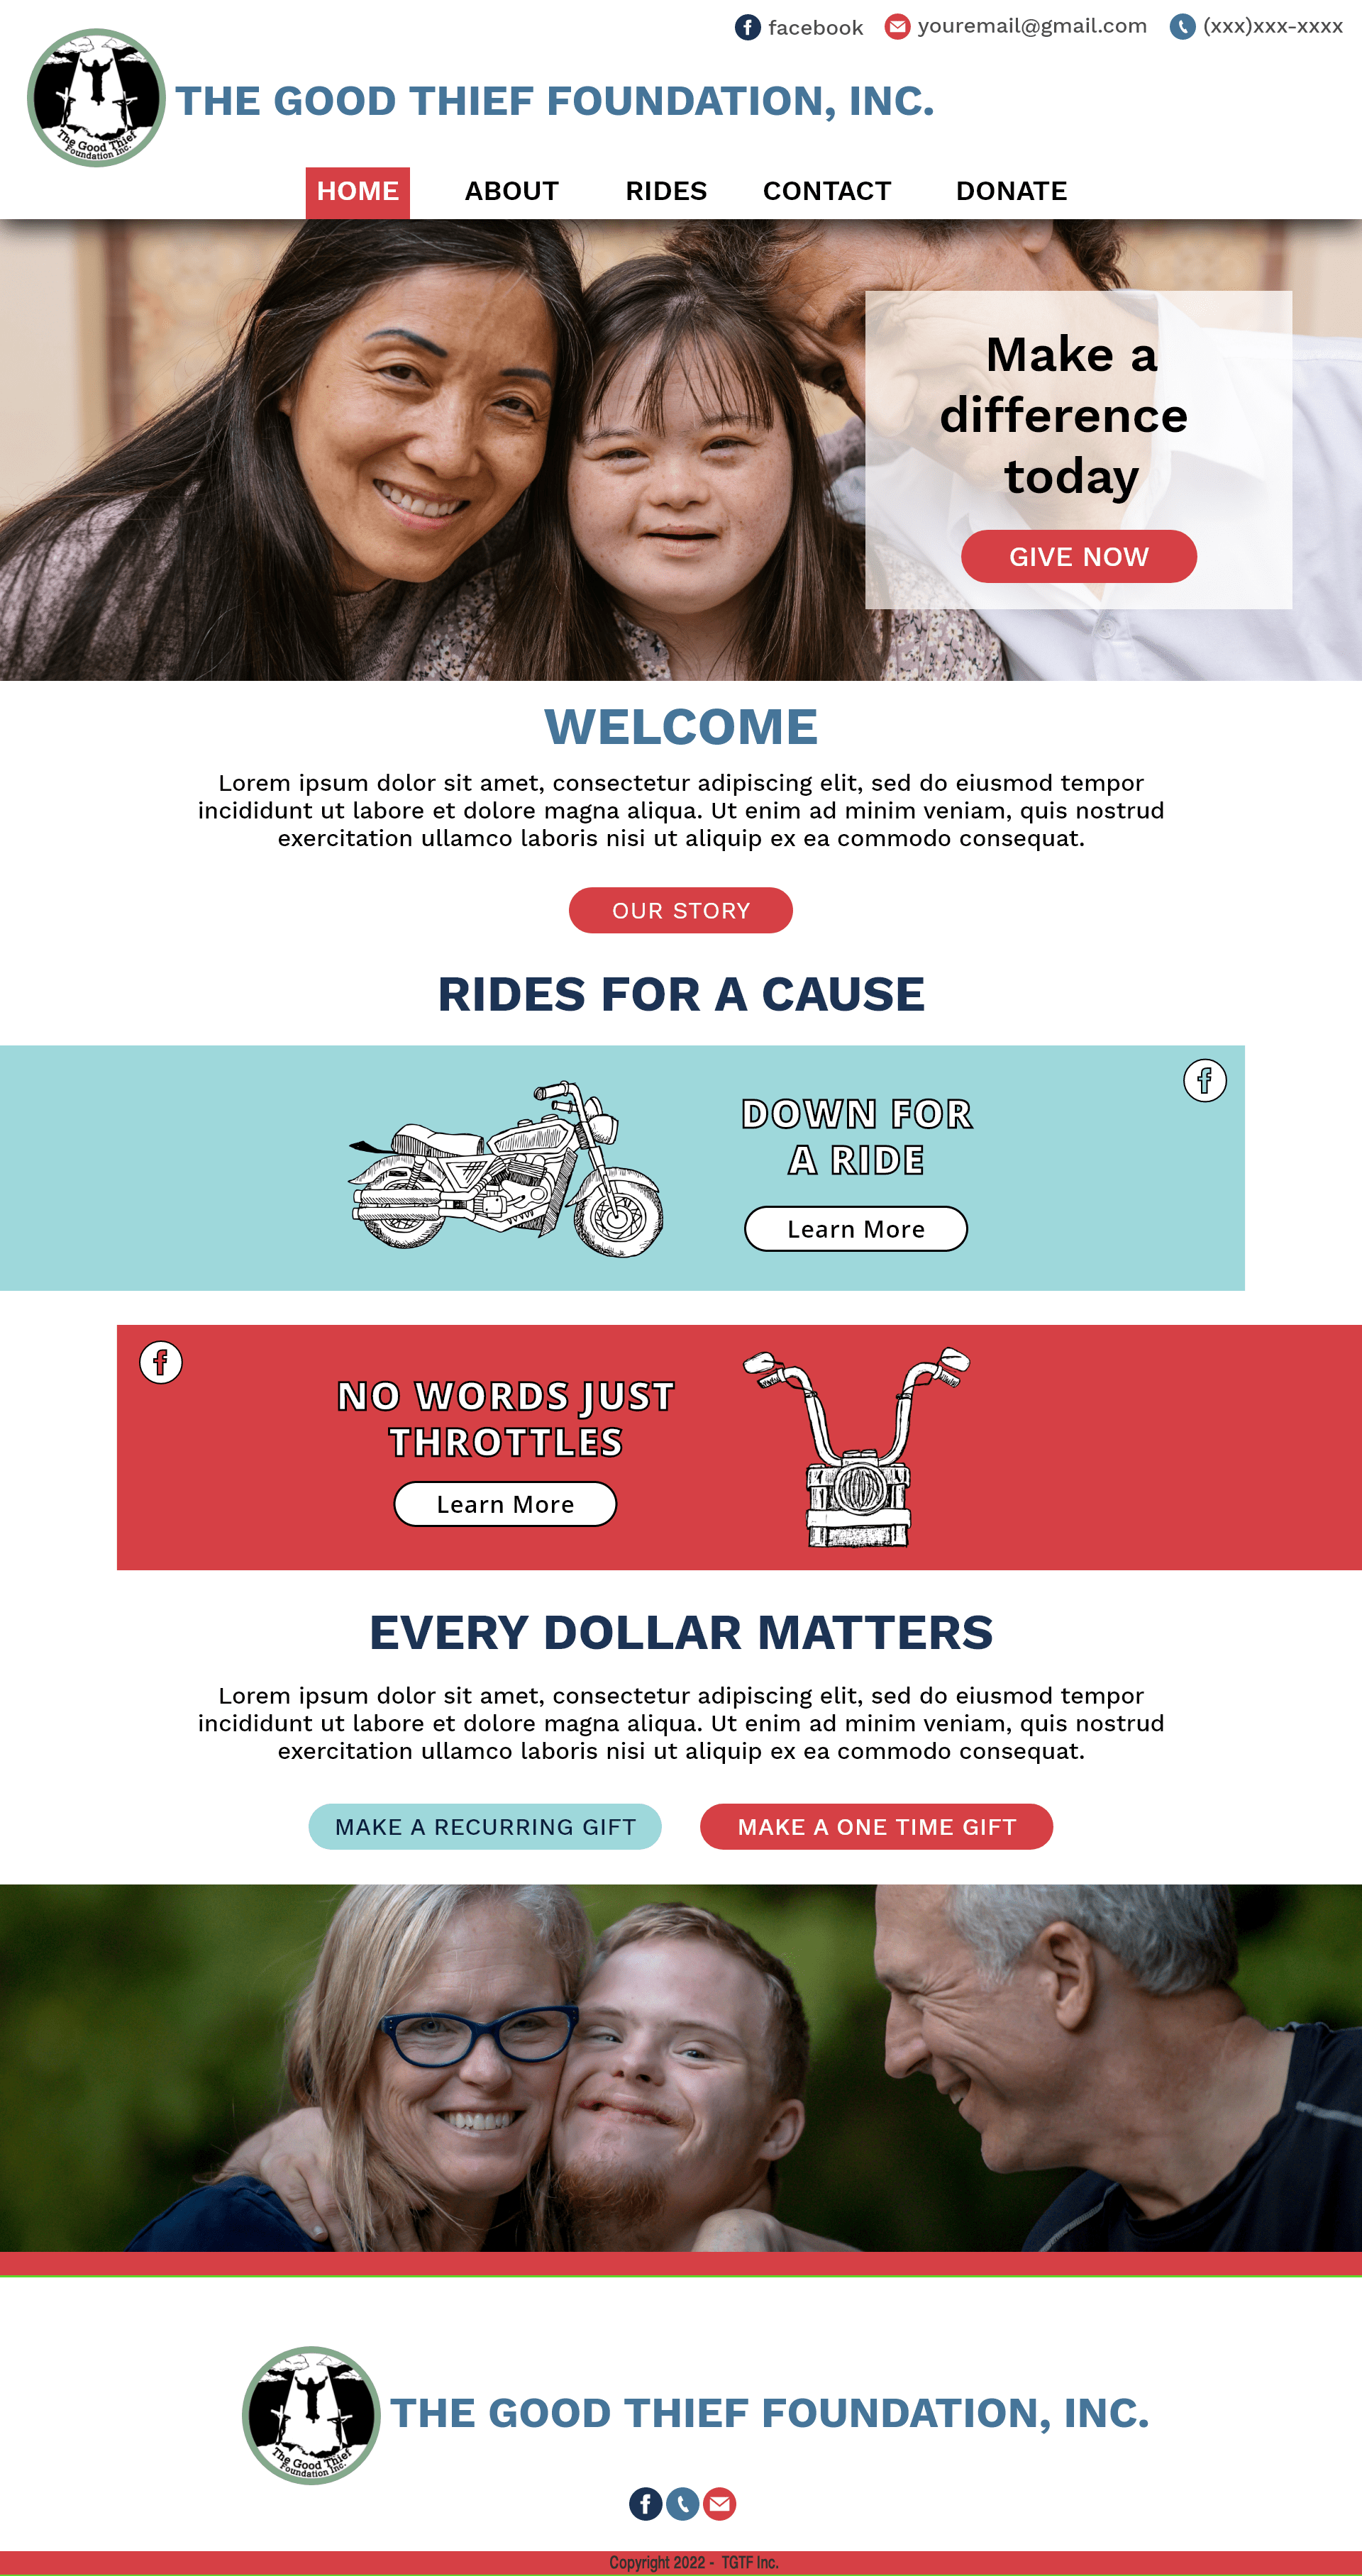 facebook
youremail@gmail.com
(xxx)xxx-xxxx
The Good Thief
Foundation Inc.
THE GOOD THIEF FOUNDATION, INC.
HOME
ABOUT
RIDES
CONTACT
DONATE
Make a
difference
today
GIVE NOW
WELCOME
Lorem ipsum dolor sit amet, consectetur adipiscing elit, sed do eiusmod tempor
incididunt ut labore et dolore magna aliqua. Ut enim ad minim veniam, quis nostrud
exercitation ullamco laboris nisi ut aliquip ex ea commodo consequat.
OUR STORY
RIDES FOR A CAUSE
DOWN FOR
A RIDE
Learn More
NO WORDS JUST
THROTTLES
Learn More
EVERY DOLLAR MATTERS
Lorem ipsum dolor sit amet, consectetur adipiscing elit, sed do eiusmod tempor
incididunt ut labore et dolore magna aliqua. Ut enim ad minim veniam, quis nostrud
exercitation ullamco laboris nisi ut aliquip ex ea commodo consequat.
MAKE A RECURRING GIFT
MAKE A ONE TIME GIFT
The Good Thief
Foundation Inc.
THE GOOD THIEF FOUNDATION, INC.
Copyright 2022 - TGTF Inc.